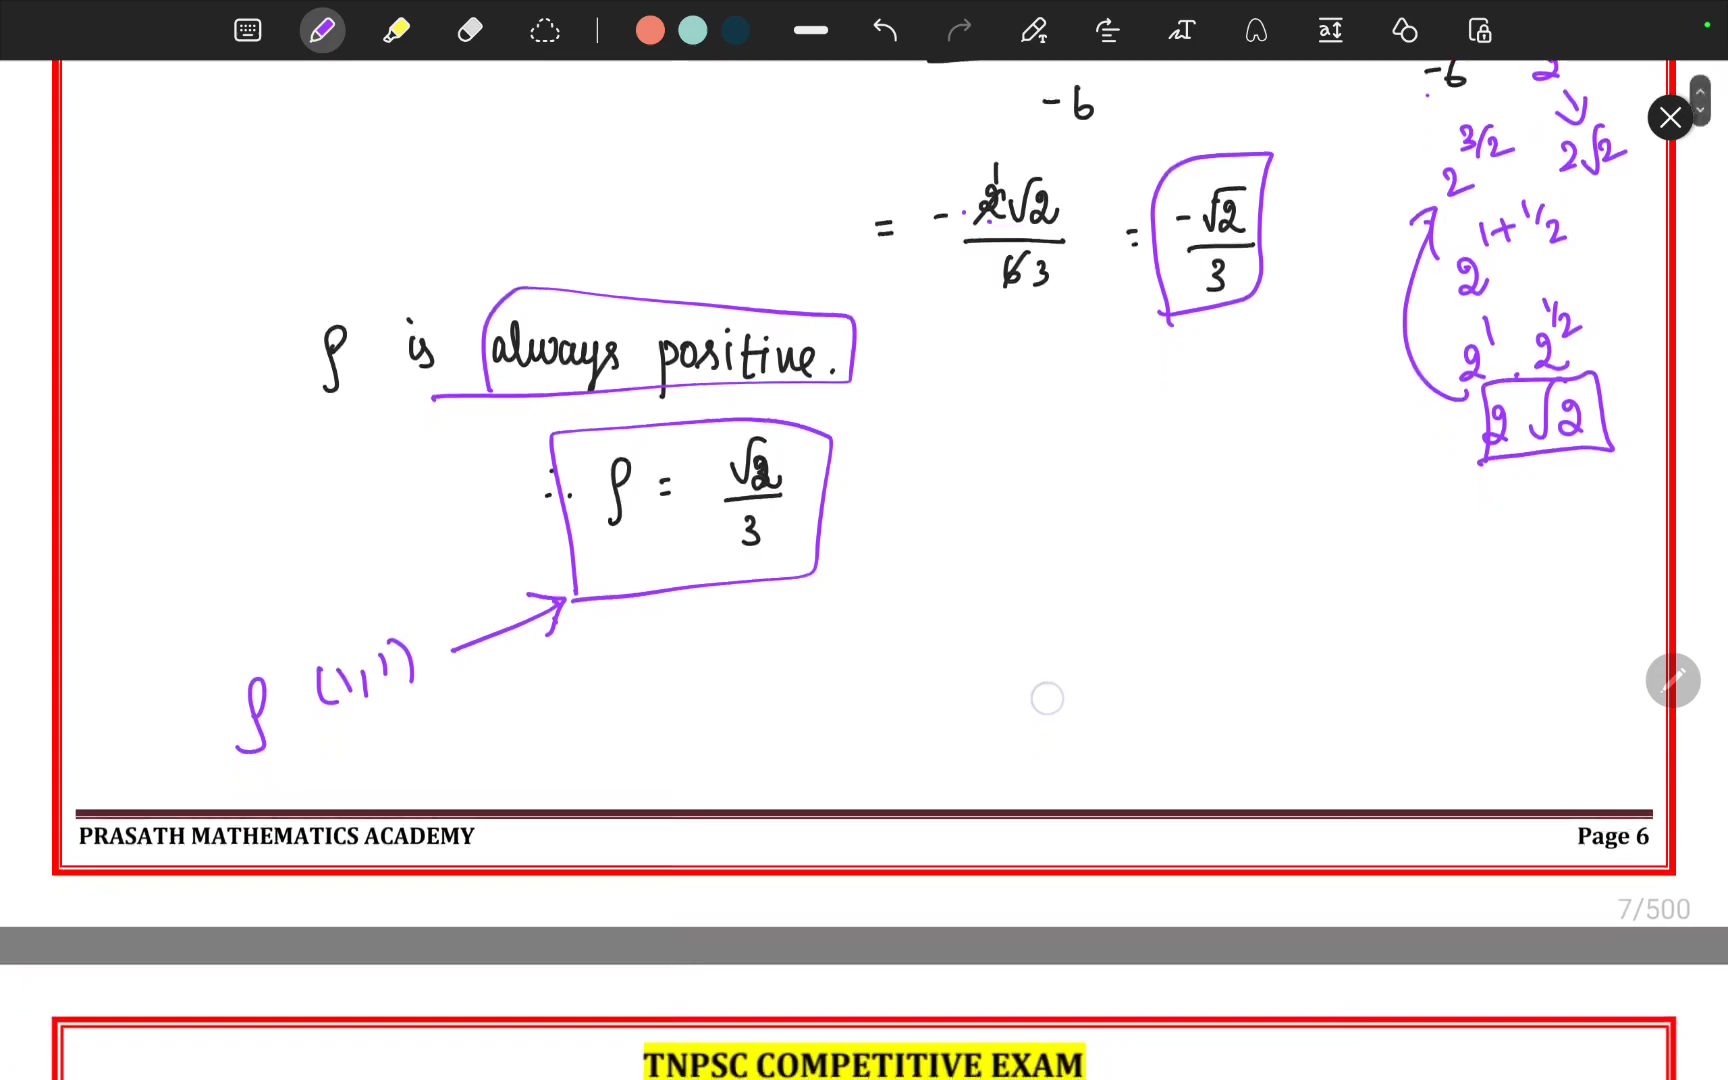 -6 2
-6
2^{3/2} 2√2
= - 2√2 / 6 1 3 = -√2 / 3
2^{1+1/2}
ρ is always positive.
2^1 . 2^{1/2}
2√2
∴ ρ = √2 / 3
ρ (1,1)
PRASATH MATHEMATICS ACADEMY Page 6
7/500
TNPSC COMPETITIVE EXAM